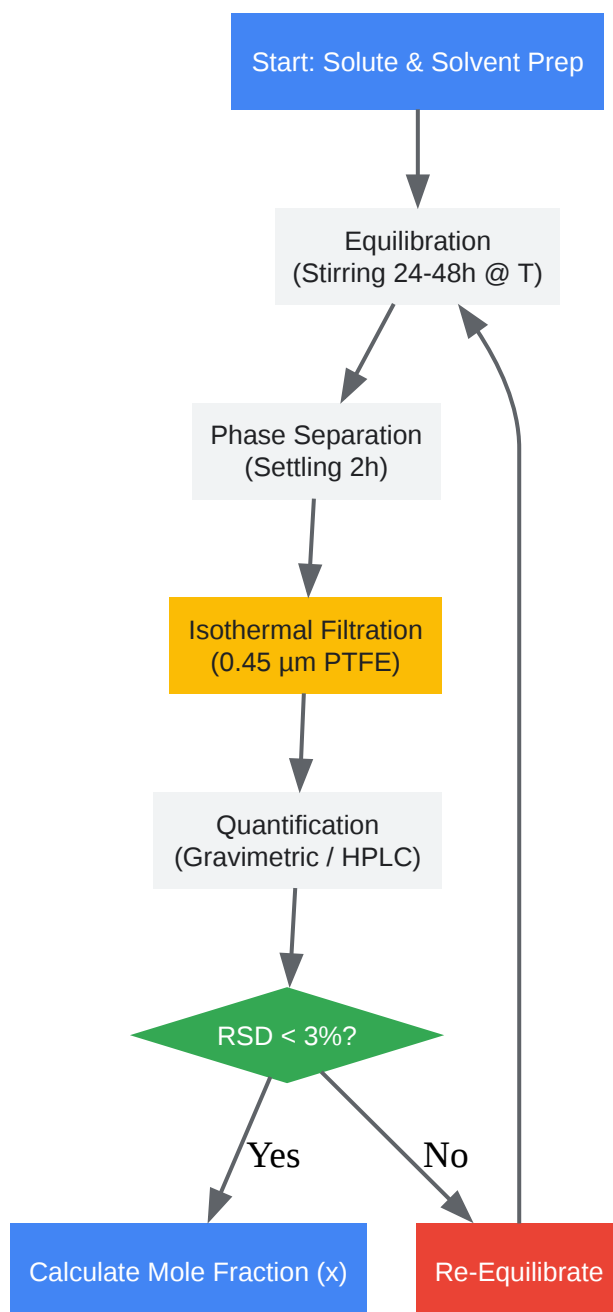 Start: Solute & Solvent Prep
Equilibration
(Stirring 24-48h @ T)
Phase Separation
(Settling 2h)
Isothermal Filtration
(0.45 µm PTFE)
Quantification
(Gravimetric / HPLC)
RSD < 3%?
Yes
No
Calculate Mole Fraction (x)
Re-Equilibrate